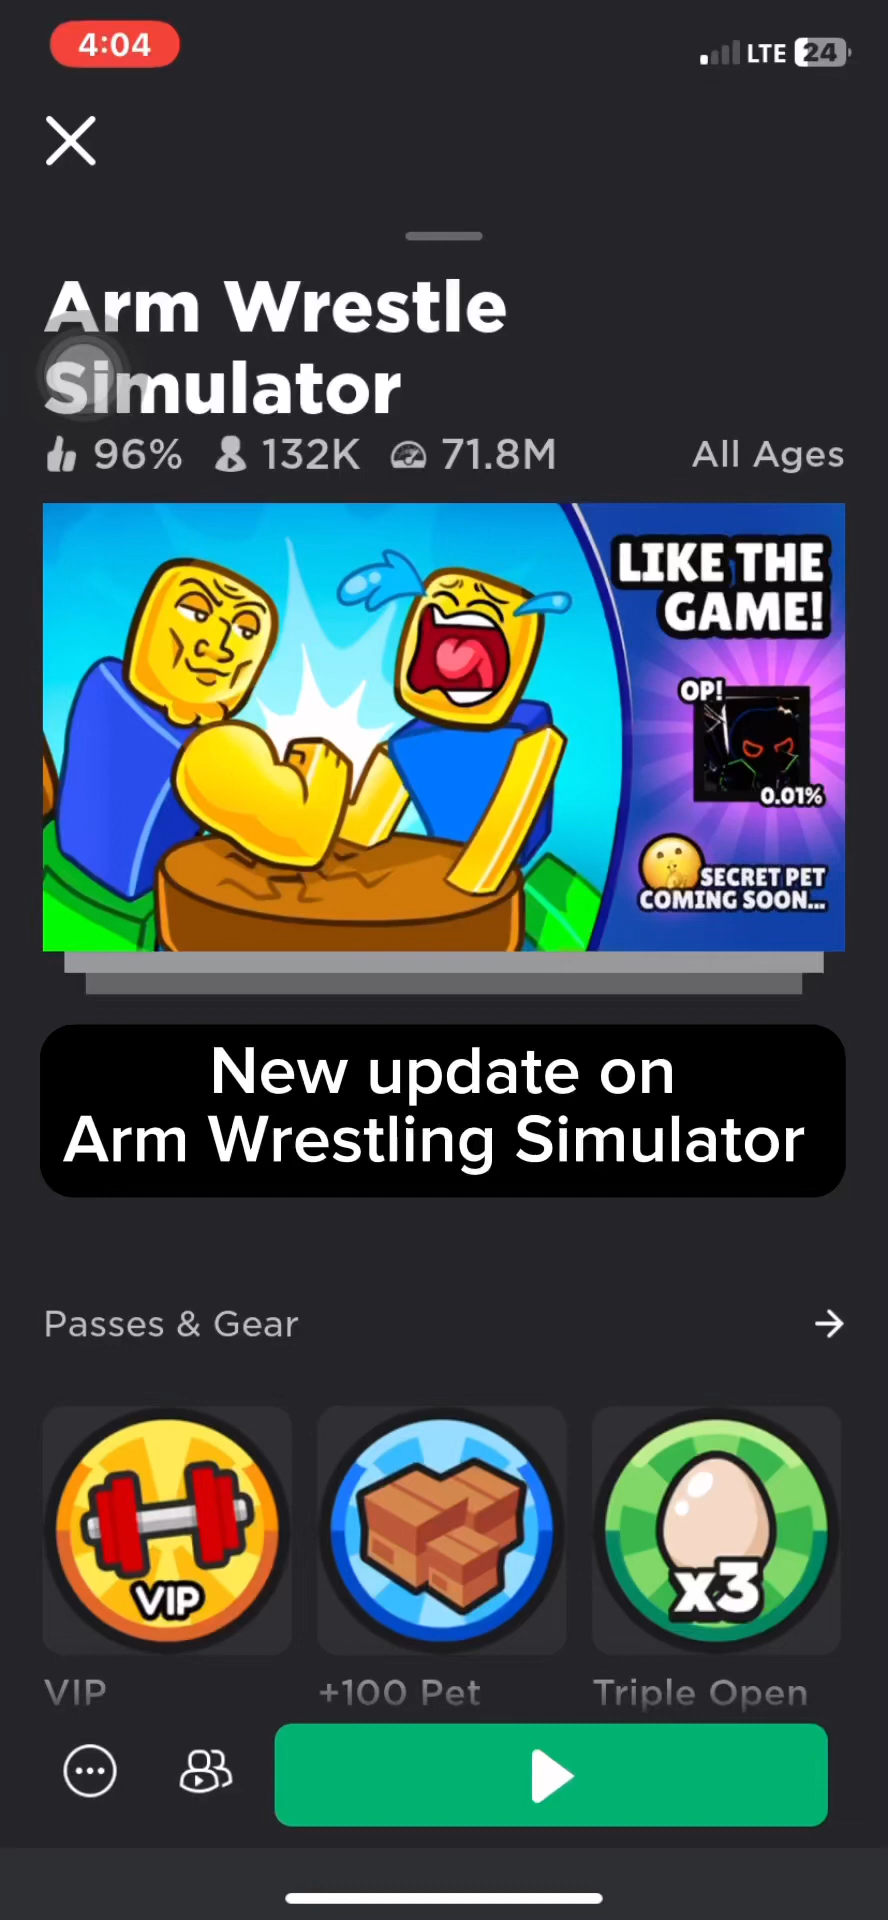 4:04
LTE 24
Arm Wrestle
Simulator
96% 132K 71.8M All Ages
LIKE THE
GAME!
OP!
0.01%
SECRET PET
COMING SOON...
New update on
Arm Wrestling Simulator
Passes & Gear
VIP
x3
VIP +100 Pet Triple Open